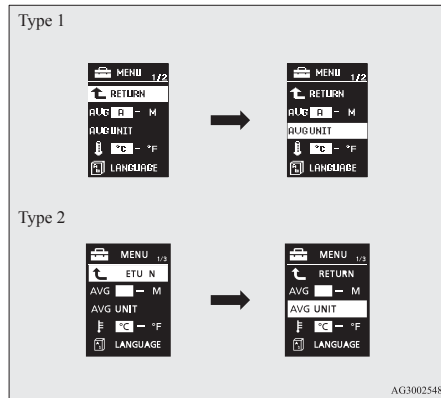 Type 1
MENU 1/2
RETURN
AVG A – M
AVG UNIT
°C – °F
LANGUAGE
MENU 1/2
RETURN
AVG A – M
AVG UNIT
°C – °F
LANGUAGE
Type 2
MENU 1/3
ETU N
AVG – M
AVG UNIT
°C – °F
LANGUAGE
MENU 1/3
RETURN
AVG – M
AVG UNIT
°C – °F
LANGUAGE
AG3002548